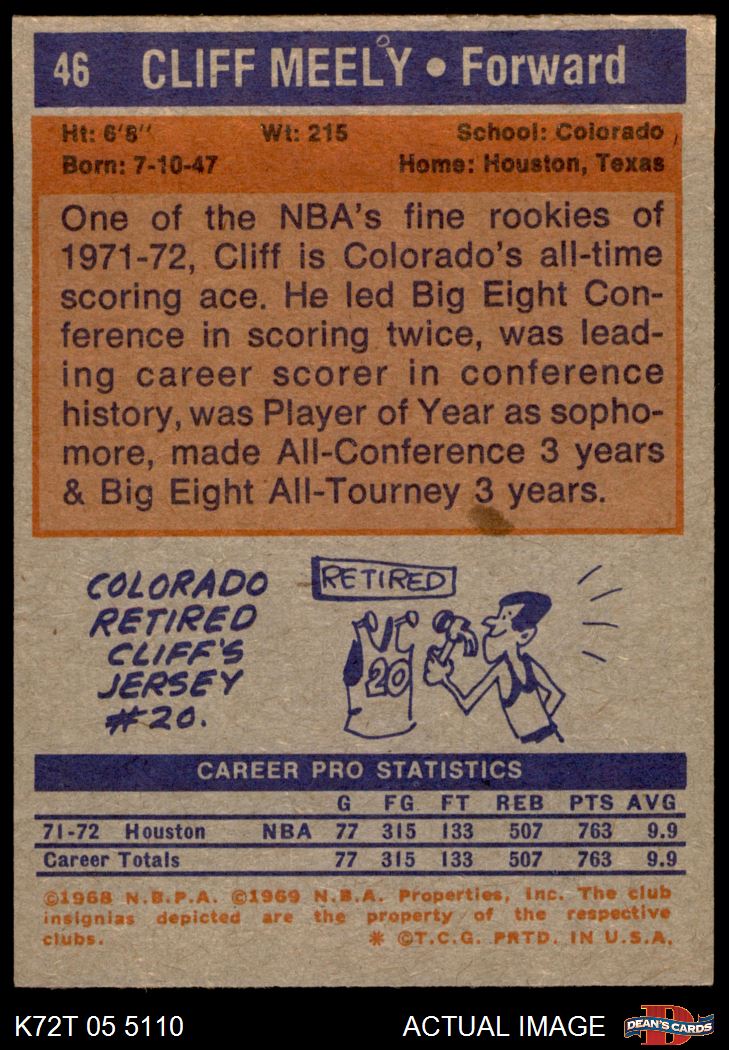 46 CLIFF MEELY • Forward
Ht: 6'8" Wt: 215 School: Colorado
Born: 7-10-47 Home: Houston, Texas
One of the NBA's fine rookies of
1971-72, Cliff is Colorado's all-time
scoring ace. He led Big Eight Con-
ference in scoring twice, was lead-
ing career scorer in conference
history, was Player of Year as sopho-
more, made All-Conference 3 years
& Big Eight All-Tourney 3 years.
COLORADO
RETIRED
CLIFF'S
JERSEY
#20.
RETIRED
20
CAREER PRO STATISTICS
G FG FT REB PTS AVG
71-72 Houston NBA 77 315 133 507 763 9.9
Career Totals 77 315 133 507 763 9.9
©1968 N.B.P.A. ©1969 N.B.A. Properties, Inc. The club
insignias depicted are the property of the respective
clubs. * ©T.C.G. PRTD. IN U.S.A.
K72T 05 5110 ACTUAL IMAGE D DEAN'S CARDS